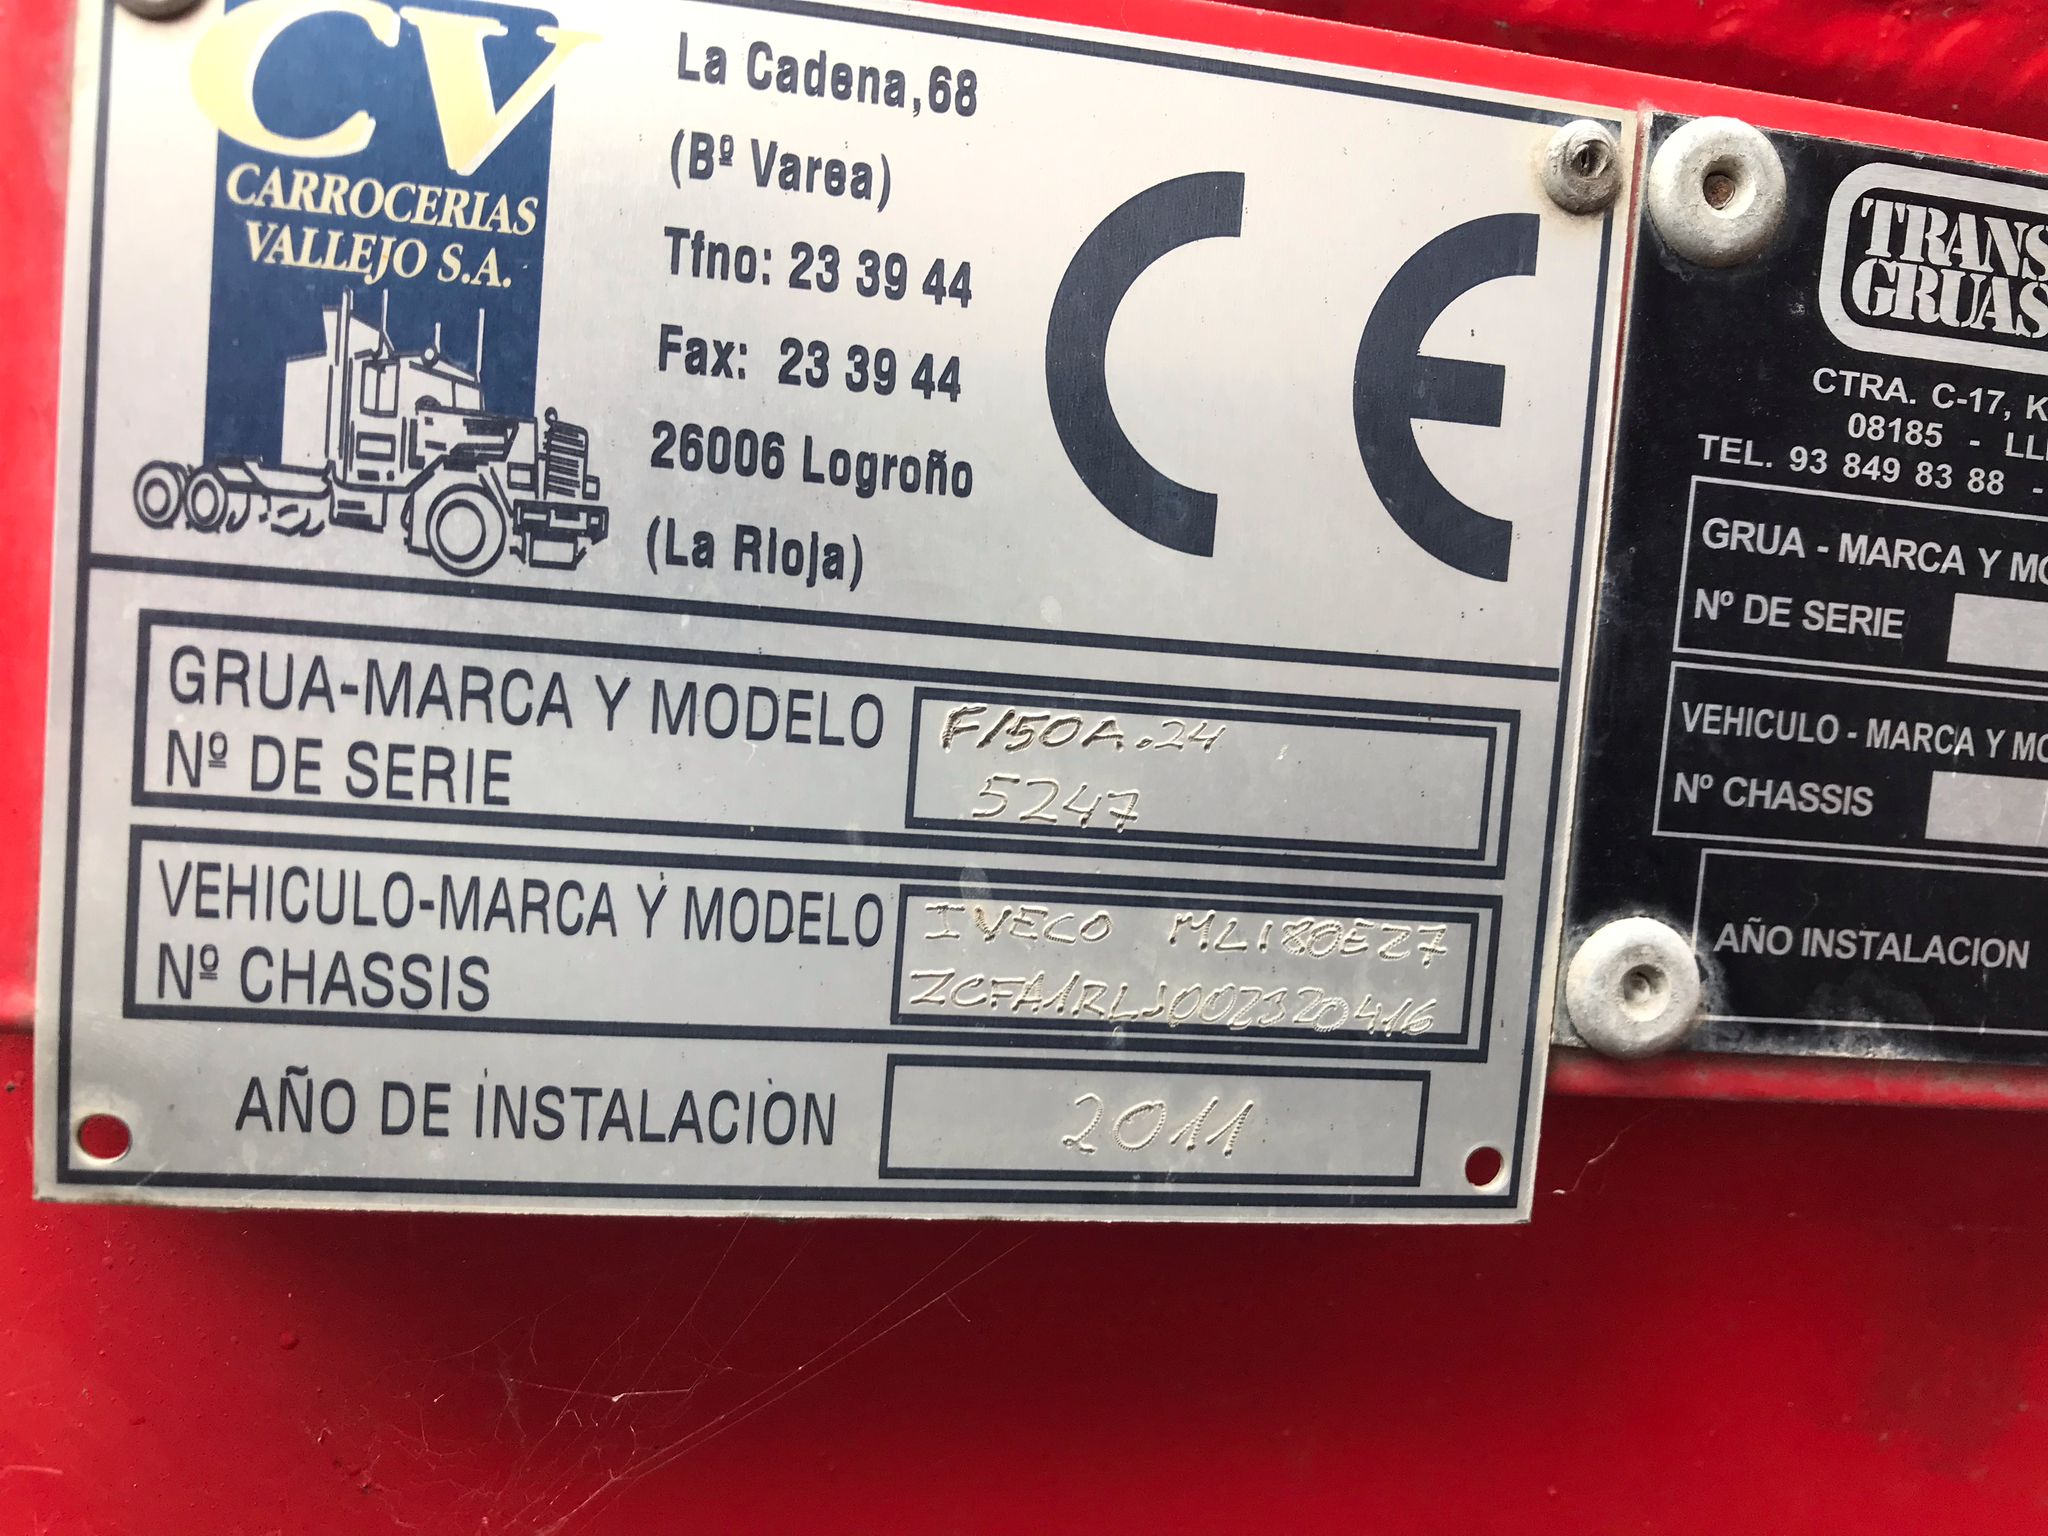 CV
CARROCERIAS
VALLEJO S.A.
La Cadena,68
(Bº Varea)
Tfno: 23 39 44
Fax: 23 39 44
26006 Logroño
(La Rioja)
CE
GRUA-MARCA Y MODELO F150A.24
Nº DE SERIE 5247
VEHICULO-MARCA Y MODELO IVECO ML180E27
Nº CHASSIS ZCFA1RLJ002320416
AÑO DE INSTALACION 2011
TRANS
GRUAS
CTRA. C-17, K
08185 - LL
TEL. 93 849 83 88 -
GRUA - MARCA Y MO
Nº DE SERIE
VEHICULO - MARCA Y MO
Nº CHASSIS
AÑO INSTALACION